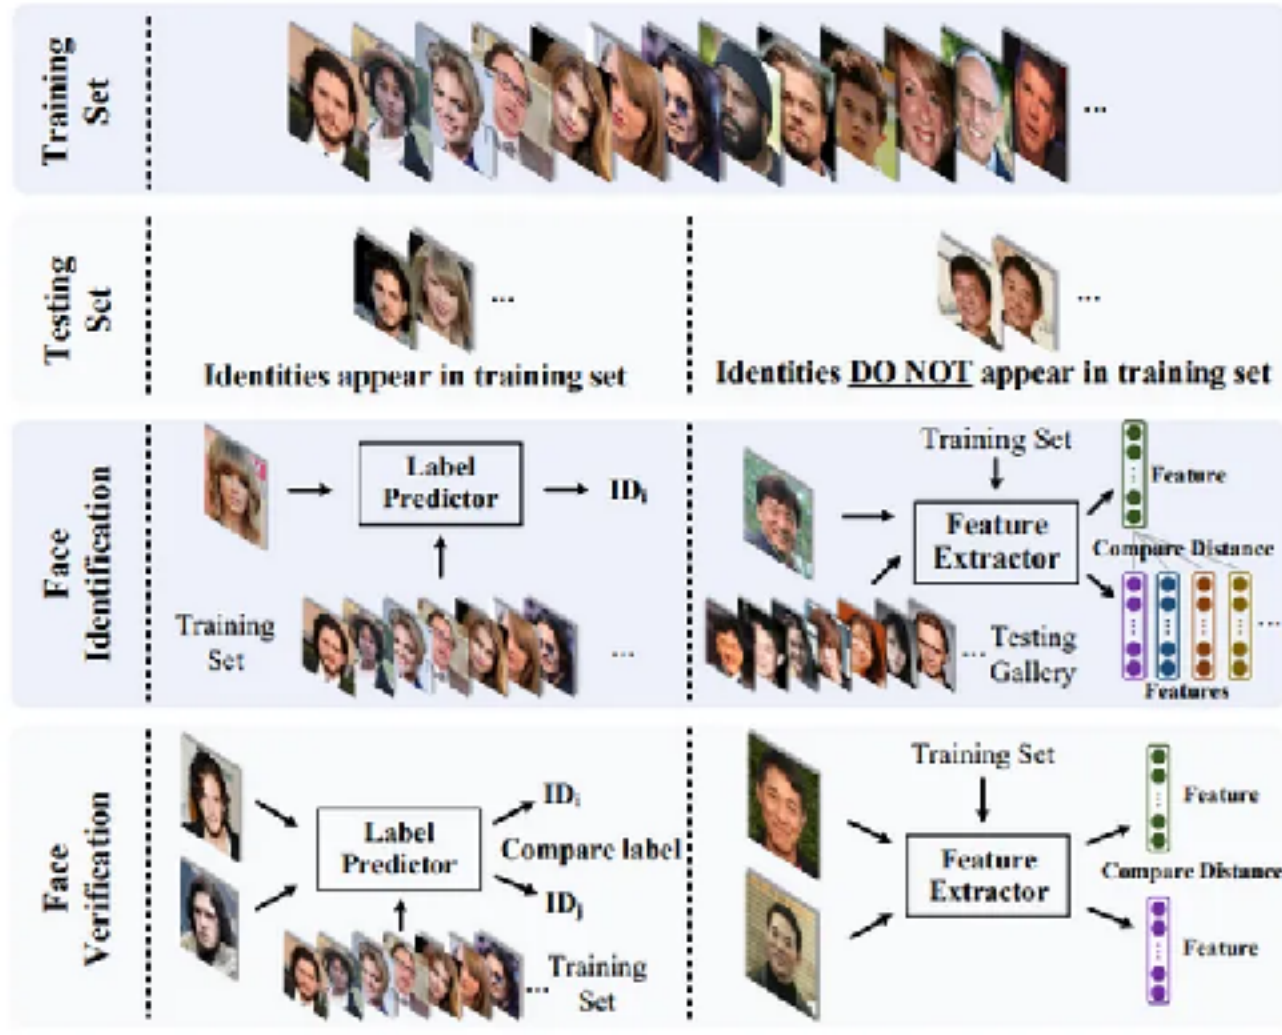 Training
Set
...
Testing
Set
...
Identities appear in training set
...
Identities DO NOT appear in training set
Face
Identification
Label
Predictor
IDi
Training
Set
...
Training Set
Feature
Extractor
Feature
Compare Distance
...
Features
... Testing
Gallery
Face
Verification
Label
Predictor
IDi
Compare label
IDj
... Training
Set
Training Set
Feature
Extractor
Feature
Compare Distance
Feature